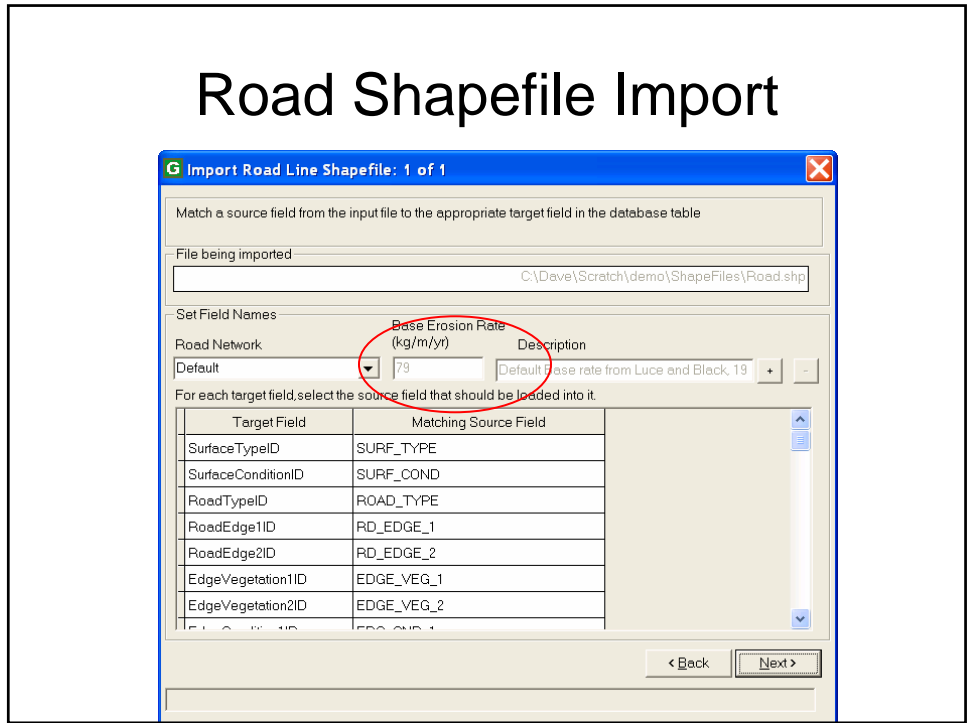 Road Shapefile Import
G Import Road Line Shapefile: 1 of 1
Match a source field from the input file to the appropriate target field in the database table
File being imported
C:\Dave\Scratch\demo\ShapeFiles\Road.shp
Set Field Names
Road Network
Base Erosion Rate
(kg/m/yr)
Description
Default
79
Default Base rate from Luce and Black, 19
+
-
For each target field,select the source field that should be loaded into it.
Target Field Matching Source Field
SurfaceTypeID SURF_TYPE
SurfaceConditionID SURF_COND
RoadTypeID ROAD_TYPE
RoadEdge1ID RD_EDGE_1
RoadEdge2ID RD_EDGE_2
EdgeVegetation1ID EDGE_VEG_1
EdgeVegetation2ID EDGE_VEG_2
< Back
Next >